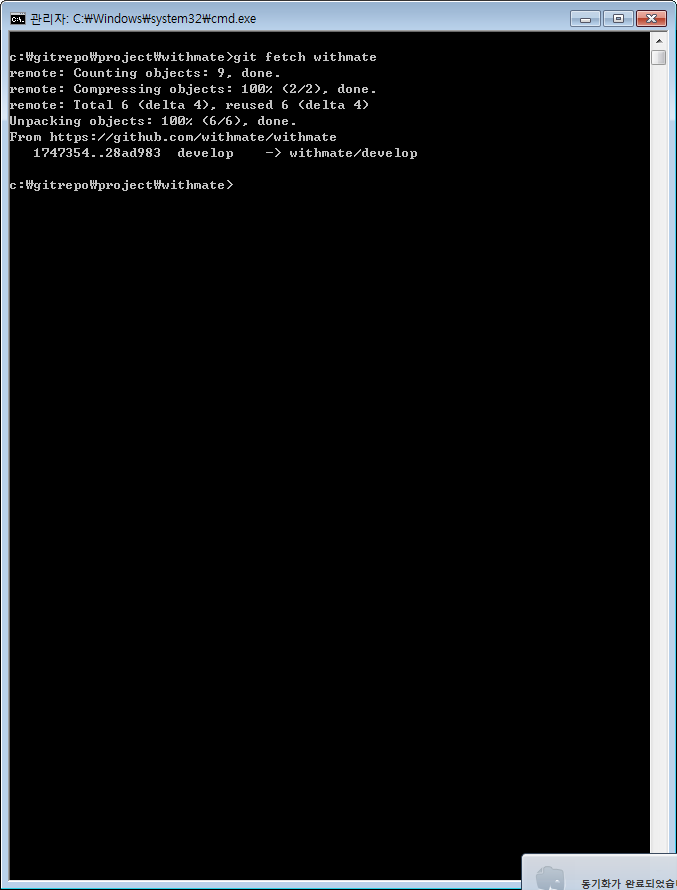 관리자: C:₩Windows₩system32₩cmd.exe
c:₩gitrepo₩project₩withmate>git fetch withmate
remote: Counting objects: 9, done.
remote: Compressing objects: 100% (2/2), done.
remote: Total 6 (delta 4), reused 6 (delta 4)
Unpacking objects: 100% (6/6), done.
From https://github.com/withmate/withmate
   1747354..28ad983  develop    -> withmate/develop
c:₩gitrepo₩project₩withmate>
동기화가 완료되었습